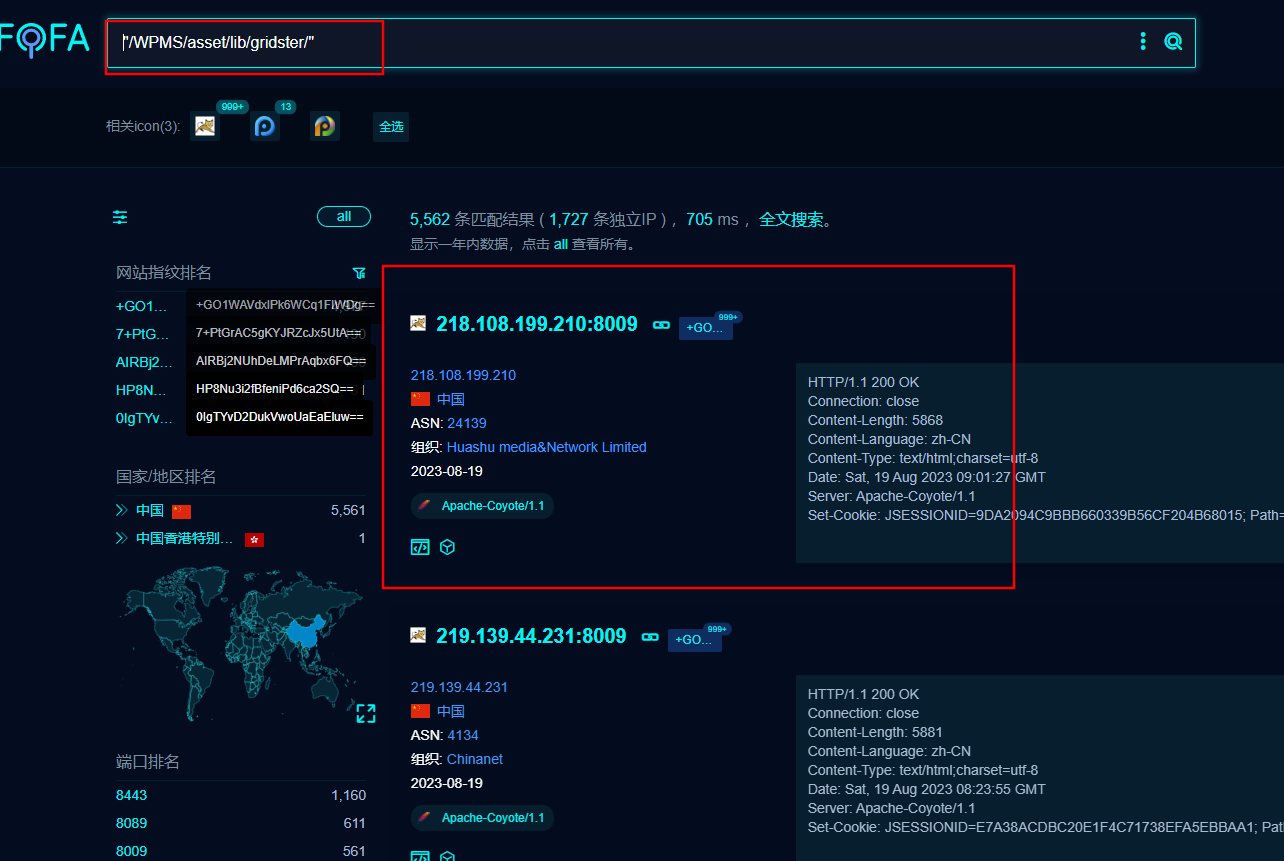 FOFA
"/WPMS/asset/lib/gridster/"
相关icon(3):
999+
13
全选
all
5,562 条匹配结果 ( 1,727 条独立IP ) ， 705 ms ， 全文搜索。
显示一年内数据，点击 all 查看所有。
网站指纹排名
+GO1...
7+PtG...
AIRBj2...
HP8N...
0IgTYv...
7+PtGrAC5gKYJRZcJx5UtA==
AIRBj2NUhDeLMPrAqbx6FQ==
HP8Nu3i2fBfeniPd6ca2SQ==
0IgTYvD2DukVwoUaEaEluw==
国家/地区排名
中国
5,561
中国香港特别...
1
端口排名
8443
1,160
8089
611
8009
561
218.108.199.210:8009
+GO...
999+
218.108.199.210
中国
ASN: 24139
组织: Huashu media&Network Limited
2023-08-19
Apache-Coyote/1.1
HTTP/1.1 200 OK
Connection: close
Content-Length: 5868
Content-Language: zh-CN
Content-Type: text/html;charset=utf-8
Date: Sat, 19 Aug 2023 09:01:27 GMT
Server: Apache-Coyote/1.1
Set-Cookie: JSESSIONID=9DA2094C9BBB660339B56CF204B68015; Path=
219.139.44.231:8009
+GO...
999+
219.139.44.231
中国
ASN: 4134
组织: Chinanet
2023-08-19
Apache-Coyote/1.1
HTTP/1.1 200 OK
Connection: close
Content-Length: 5881
Content-Language: zh-CN
Content-Type: text/html;charset=utf-8
Date: Sat, 19 Aug 2023 08:23:55 GMT
Server: Apache-Coyote/1.1
Set-Cookie: JSESSIONID=E7A38ACDBC20E1F4C71738EFA5EBBAA1; Pat